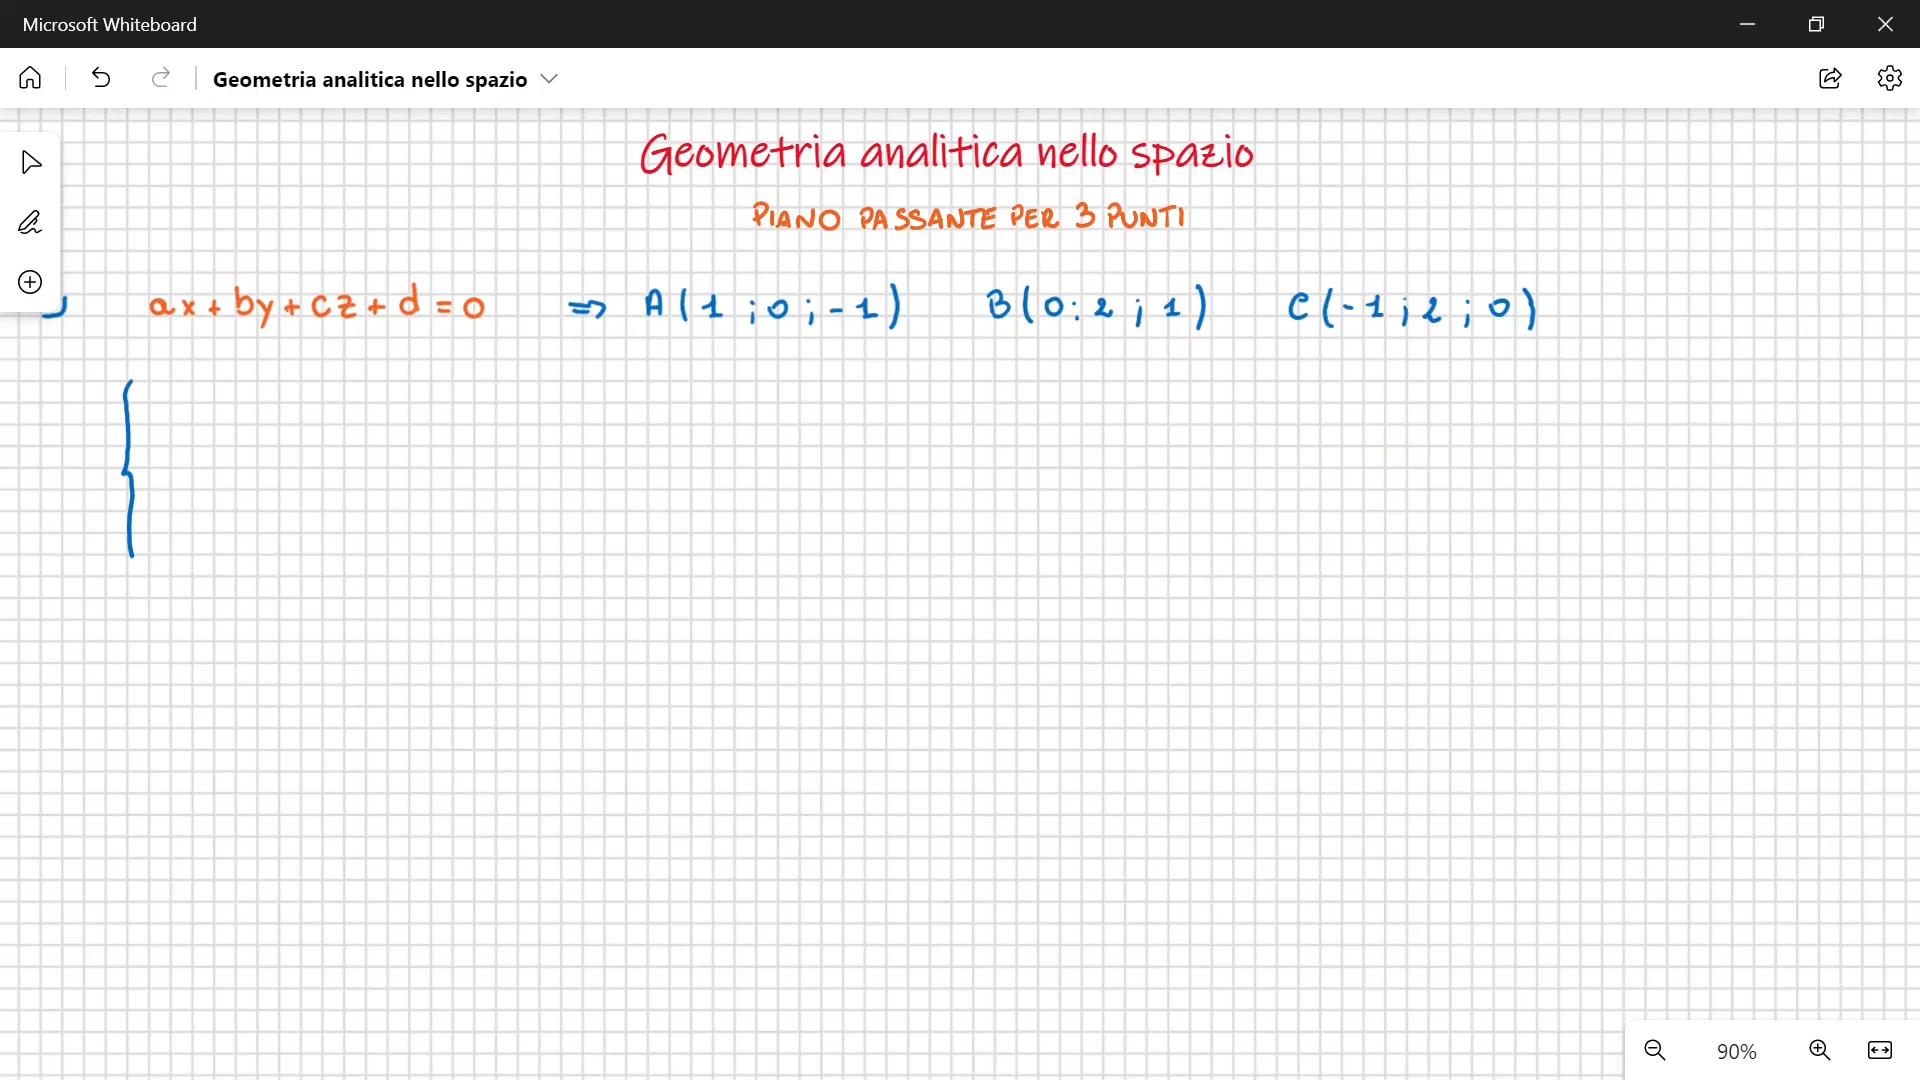 Microsoft Whiteboard
Geometria analitica nello spazio
Geometria analitica nello spazio
PIANO PASSANTE PER 3 PUNTI
ax+by+cz+d=0 => A(1;0;-1) B(0:2;1) C(-1;2;0)
90%